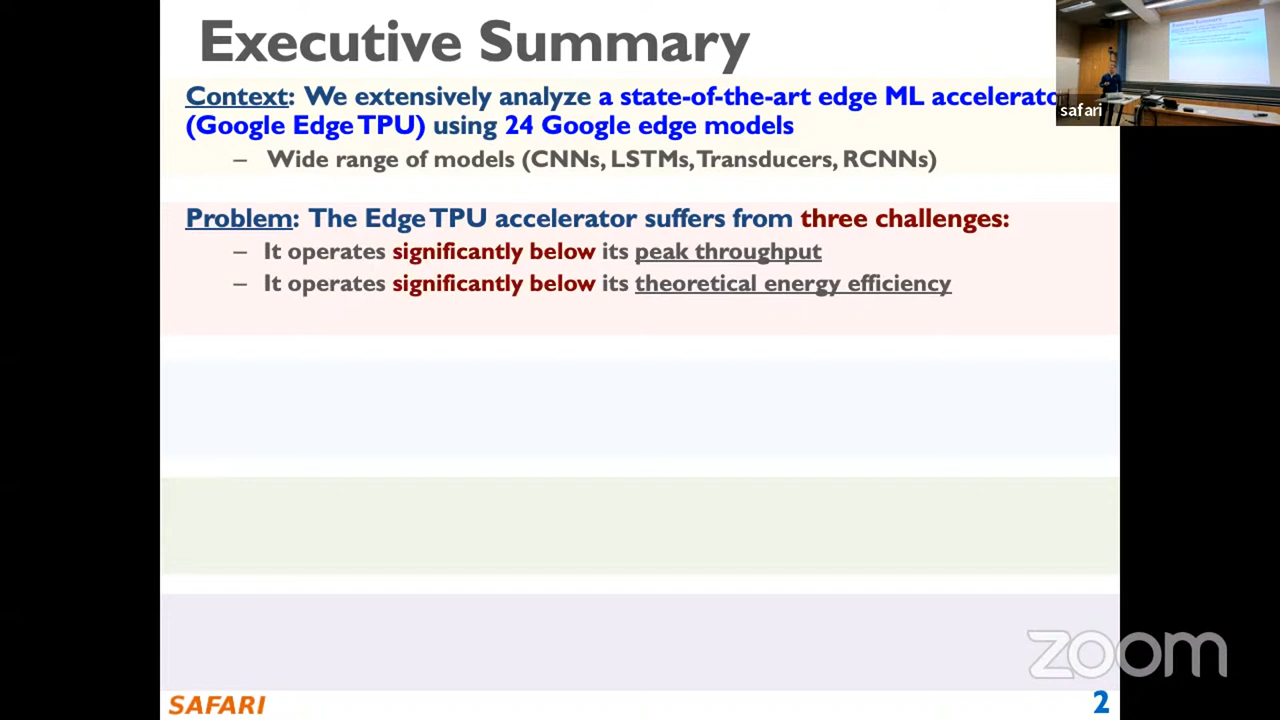 Executive Summary
Context: We extensively analyze a state-of-the-art edge ML accelerato
(Google Edge TPU) using 24 Google edge models
– Wide range of models (CNNs, LSTMs, Transducers, RCNNs)
Problem: The Edge TPU accelerator suffers from three challenges:
– It operates significantly below its peak throughput
– It operates significantly below its theoretical energy efficiency
safari
zoom
SAFARI
2